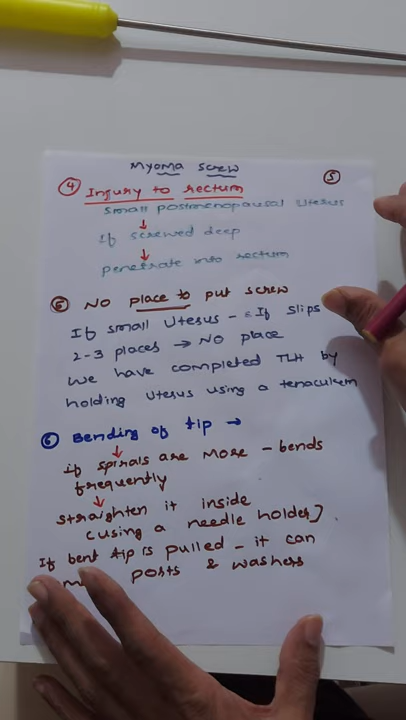 Myoma screw
⑤
④ Injury to rectum
small postmenopausal uterus
If screwed deep
↓
penetrate into rectum
⑤ No place to put screw
If small uterus - If slips
2-3 places → No place
We have completed TLH by
holding uterus using a tenaculum
⑥ Bending of tip →
if spirals are more - bends
frequently
straighten it inside
(using a needle holder)
If bent tip is pulled - it can
ports & washers